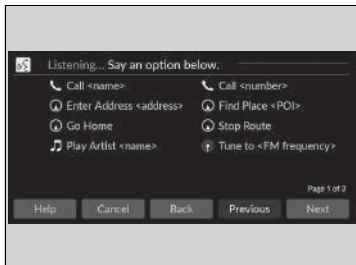 Listening... Say an option below.
Call <name> Call <number>
Enter Address <address> Find Place <POI>
Go Home Stop Route
Play Artist <name> Tune to <FM frequency>
Page 1 of 3
Help Cancel Back Previous Next